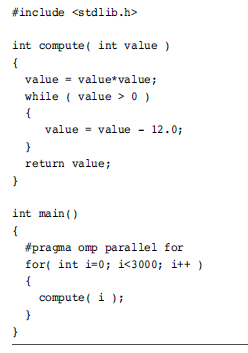 #include <stdlib.h>
int compute( int value )
{
value = value*value;
while ( value > 0 )
{
value = value - 12.0;
}
return value;
}
int main()
{
#pragma omp parallel for
for( int i=0; i<3000; i++ )
{
compute( i );
}
}